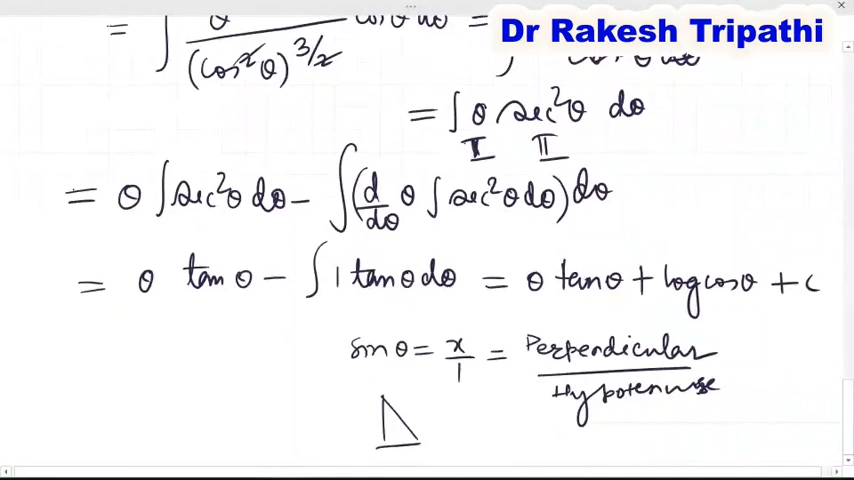 Dr Rakesh Tripathi
= ∫ θ / (cos²θ)^3/2 cosθ dθ =
= ∫ θ sec²θ dθ
I II
= θ ∫ sec²θ dθ − ∫ (d/dθ θ ∫ sec²θ dθ) dθ
= θ tanθ − ∫ 1 tanθ dθ = θ tanθ + log cosθ + c
sinθ = x/1 = Perpendicular/Hypotenuse